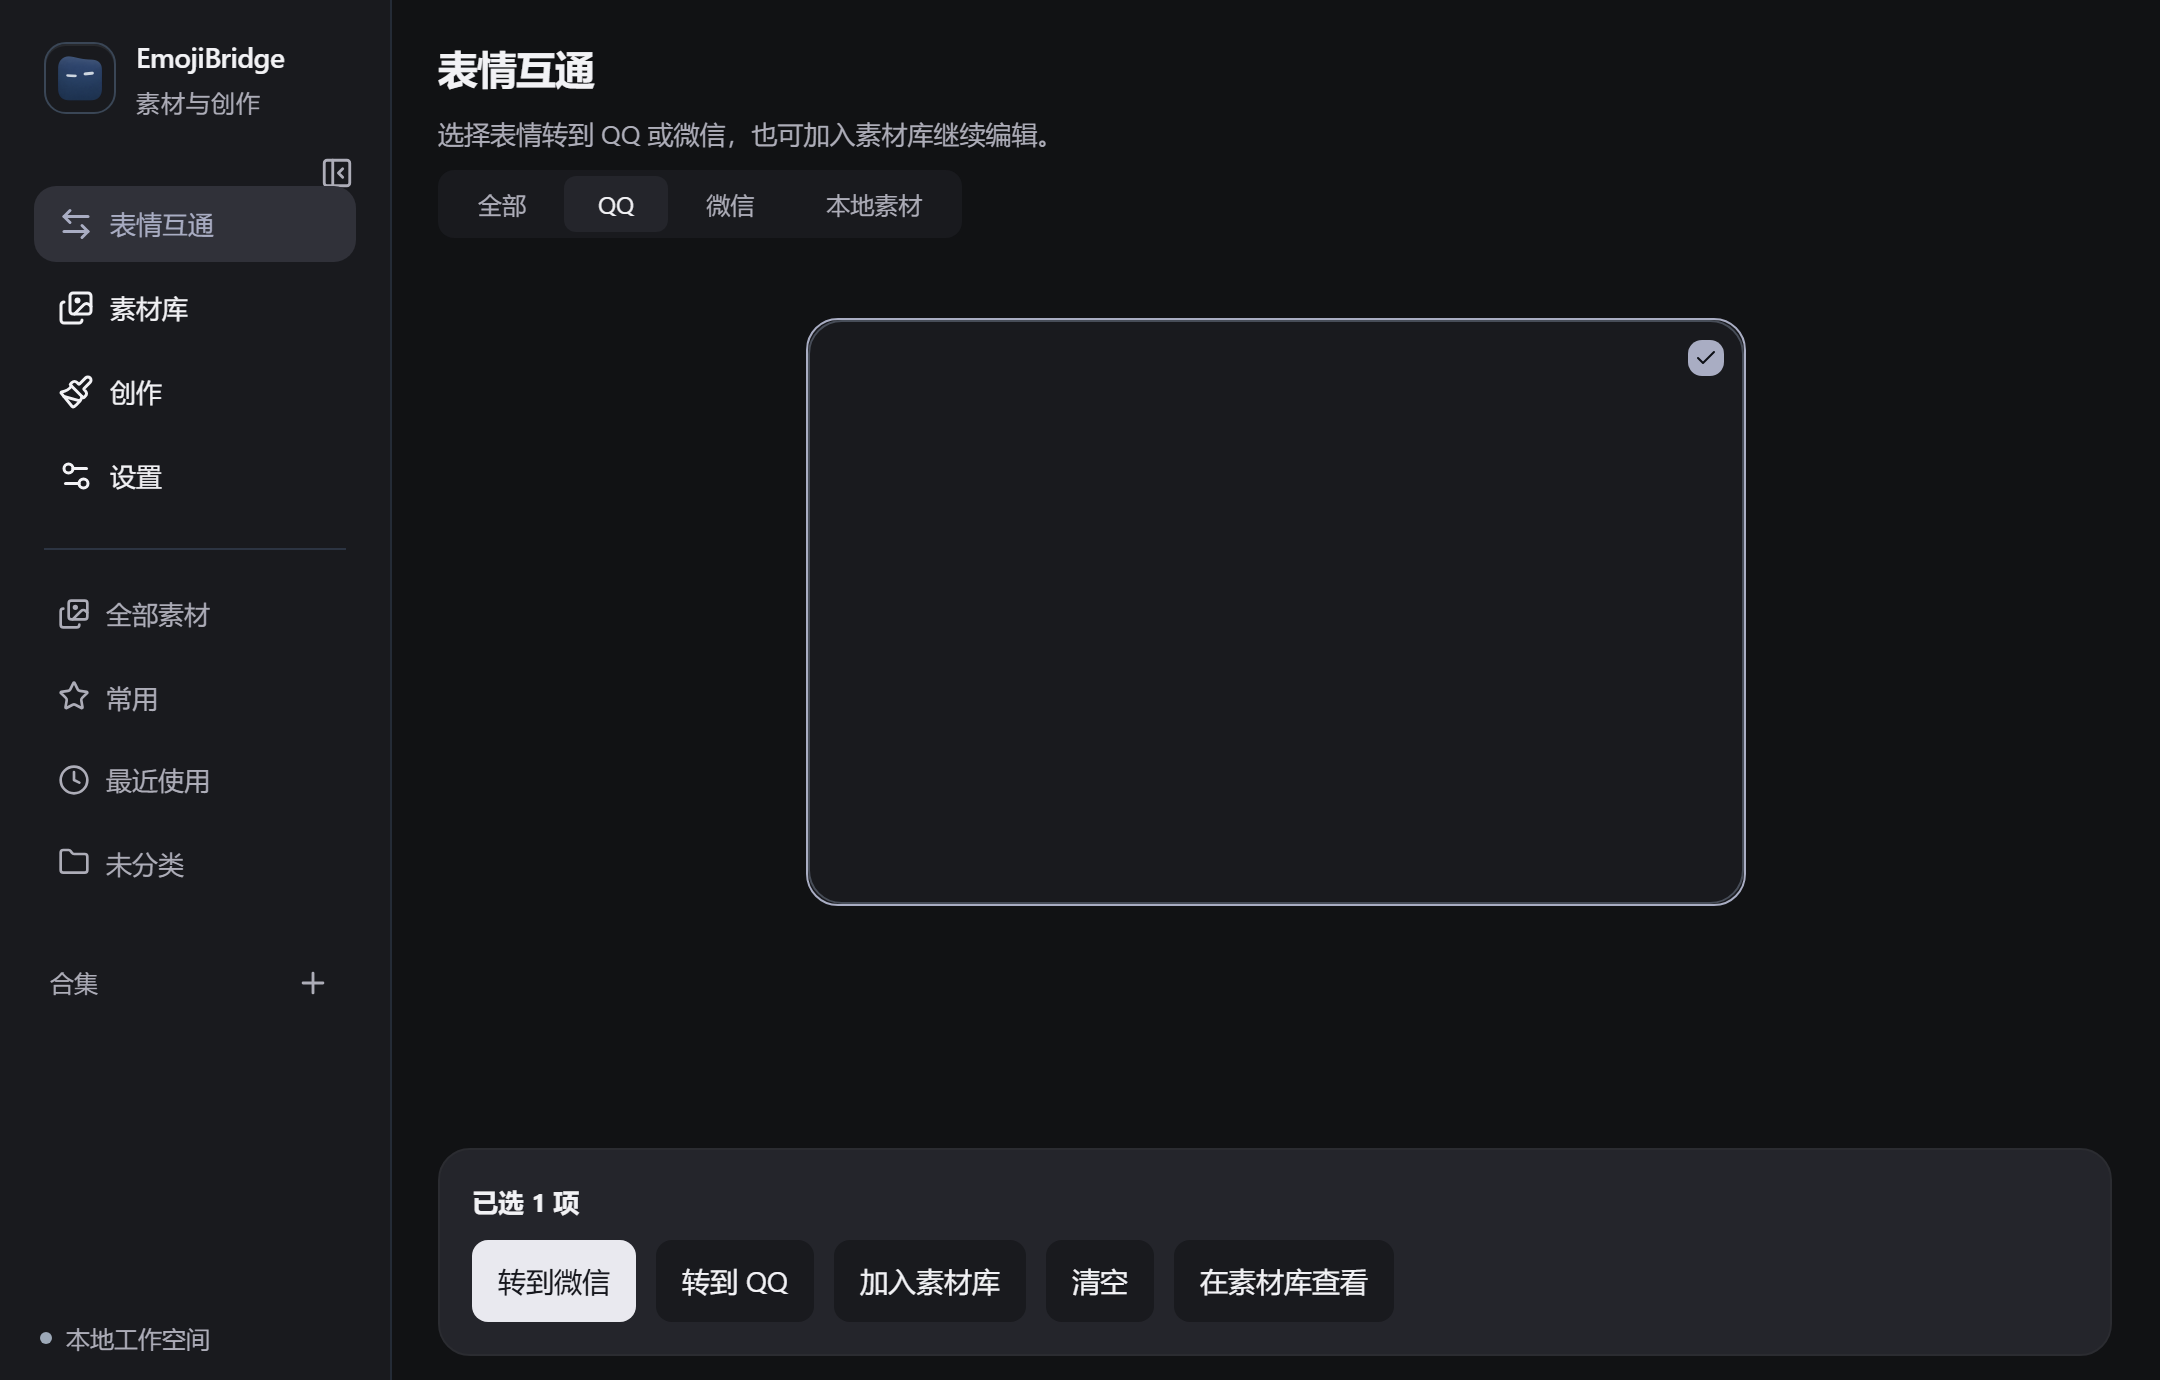 EmojiBridge
素材与创作
表情互通
素材库
创作
设置
全部素材
常用
最近使用
未分类
合集
本地工作空间
表情互通
选择表情转到 QQ 或微信，也可加入素材库继续编辑。
全部 QQ 微信 本地素材
已选 1 项
转到微信 转到 QQ 加入素材库 清空 在素材库查看